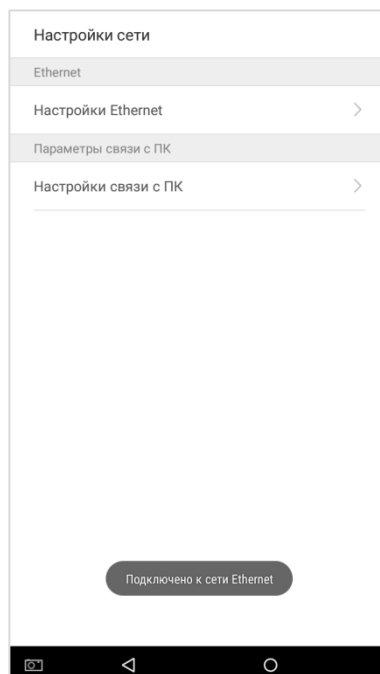 Настройки сети
Ethernet
Настройки Ethernet
Параметры связи с ПК
Настройки связи с ПК
Подключено к сети Ethernet